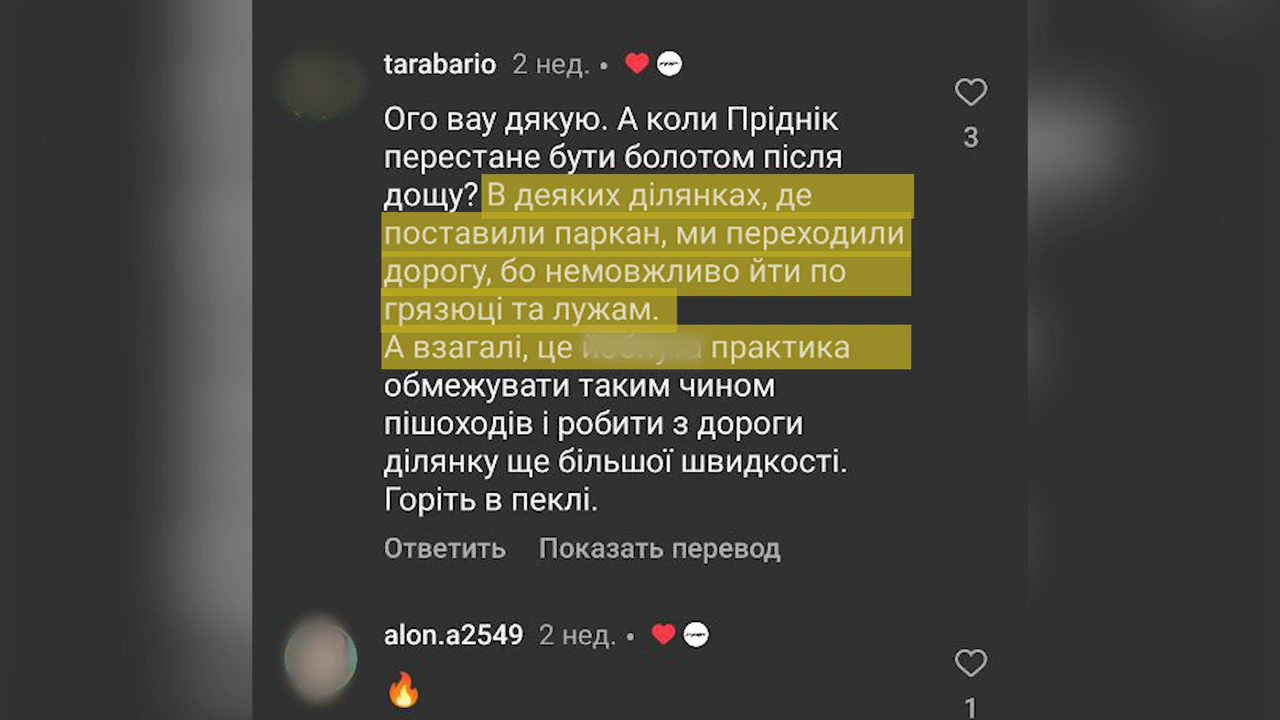 tarabario 2 нед. •
Ого вау дякую. А коли Пріднік
перестане бути болотом після
дощу? В деяких ділянках, де
поставили паркан, ми переходили
дорогу, бо немовжливо йти по
грязюці та лужам.
А взагалі, це практика
обмежувати таким чином
пішоходів і робити з дороги
ділянку ще більшої швидкості.
Горіть в пеклі.
3
Ответить Показать перевод
alon.a2549 2 нед. •
1